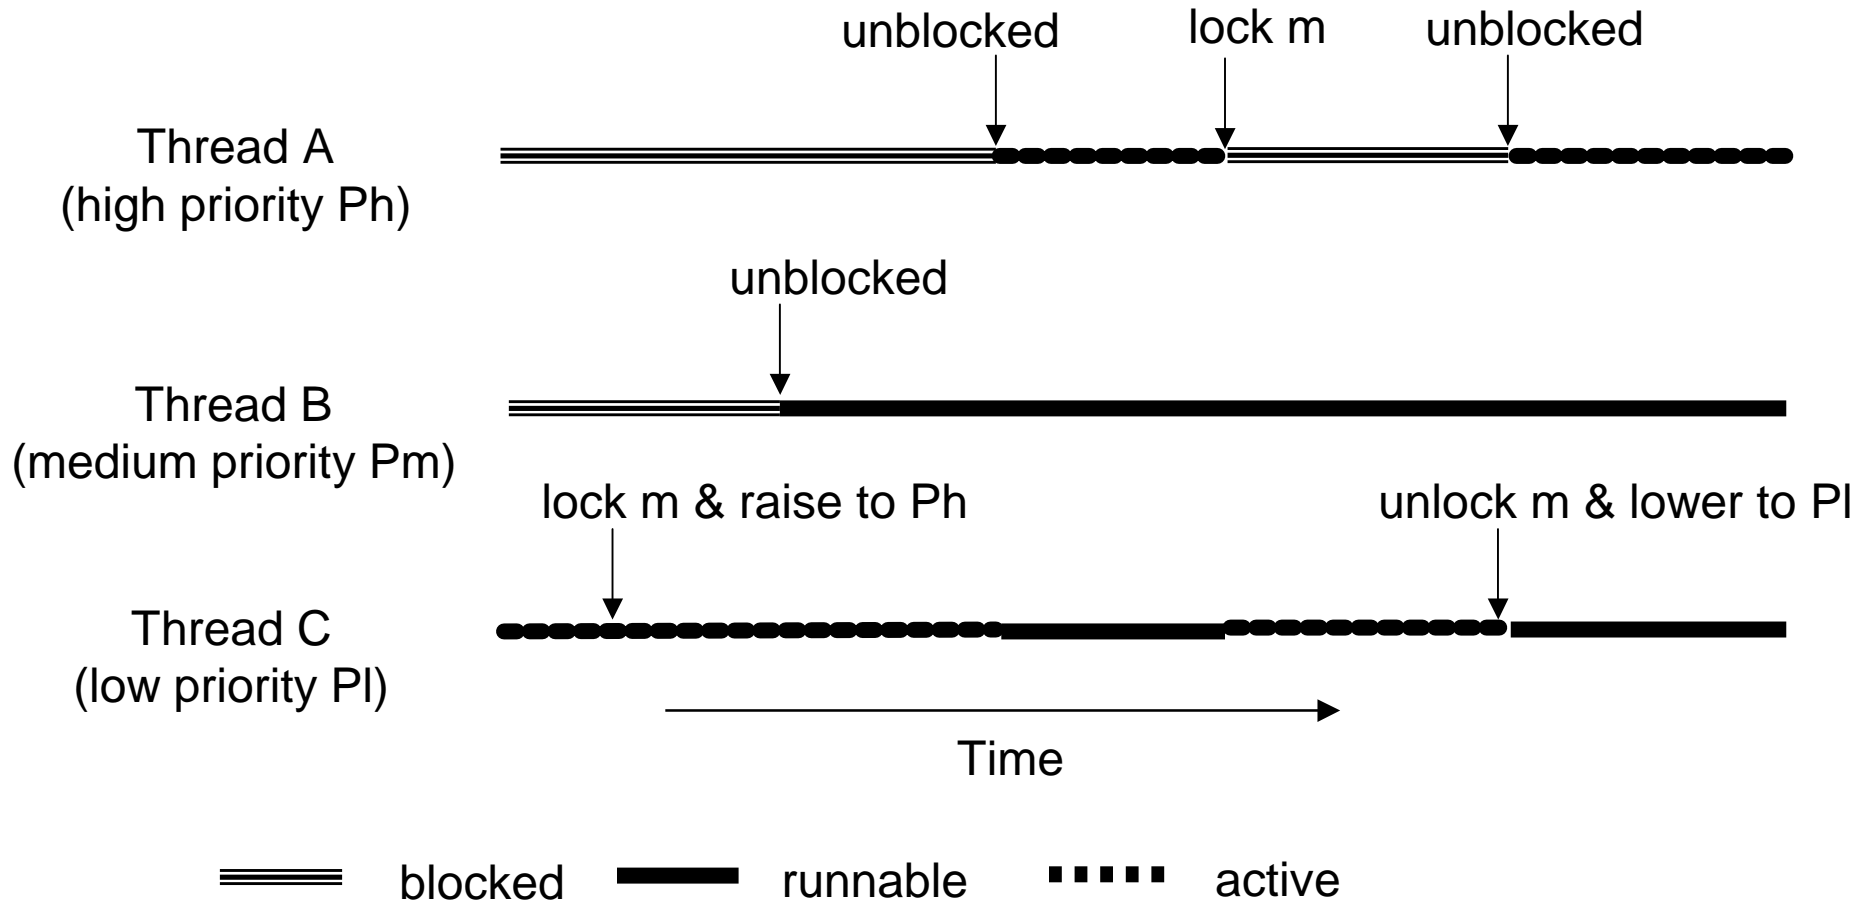 unblocked
lock m
unblocked
Thread A
(high priority Ph)
unblocked
Thread B
(medium priority Pm)
lock m & raise to Ph
unlock m & lower to Pl
Thread C
(low priority Pl)
Time
blocked
runnable
active